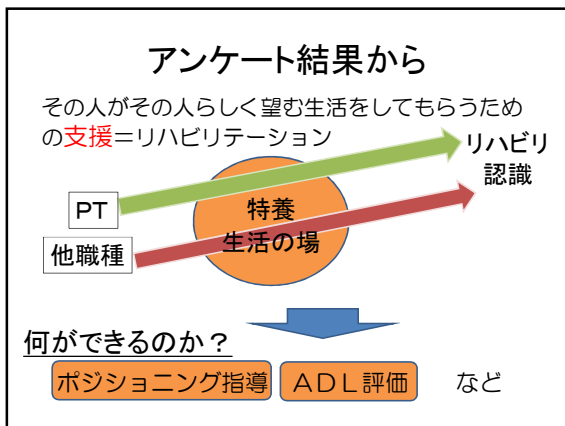 アンケート結果から
その人がその人らしく望む生活をしてもらうため
の支援＝リハビリテーション
リハビリ
認識
PT
特養
他職種
生活の場
何ができるのか？
ポジショニング指導
ＡＤＬ評価
など